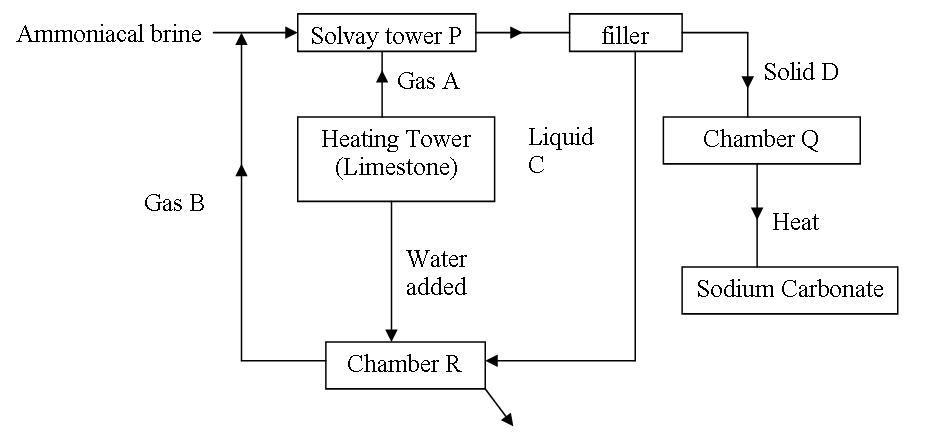 Ammoniacal brine
Solvay tower P
filler
Solid D
Gas A
Heating Tower
(Limestone)
Liquid
C
Chamber Q
Gas B
Heat
Water
added
Sodium Carbonate
Chamber R